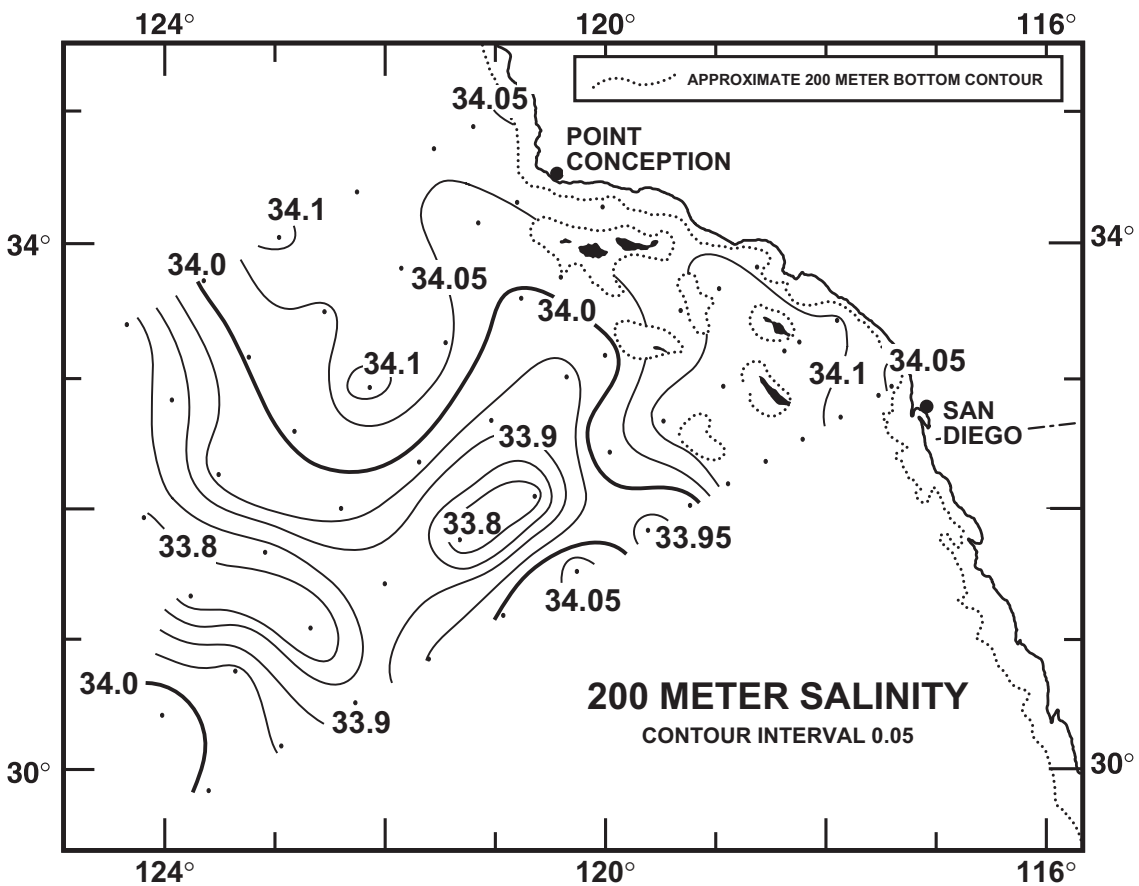 124° 120° 116°
APPROXIMATE 200 METER BOTTOM CONTOUR
34.05
POINT
CONCEPTION
34.1
34° 34°
34.0
34.05
34.0
34.1
34.1
34.05
SAN
DIEGO
33.9
33.8
33.95
33.8
34.05
34.0
200 METER SALINITY
33.9
CONTOUR INTERVAL 0.05
30° 30°
124° 120° 116°